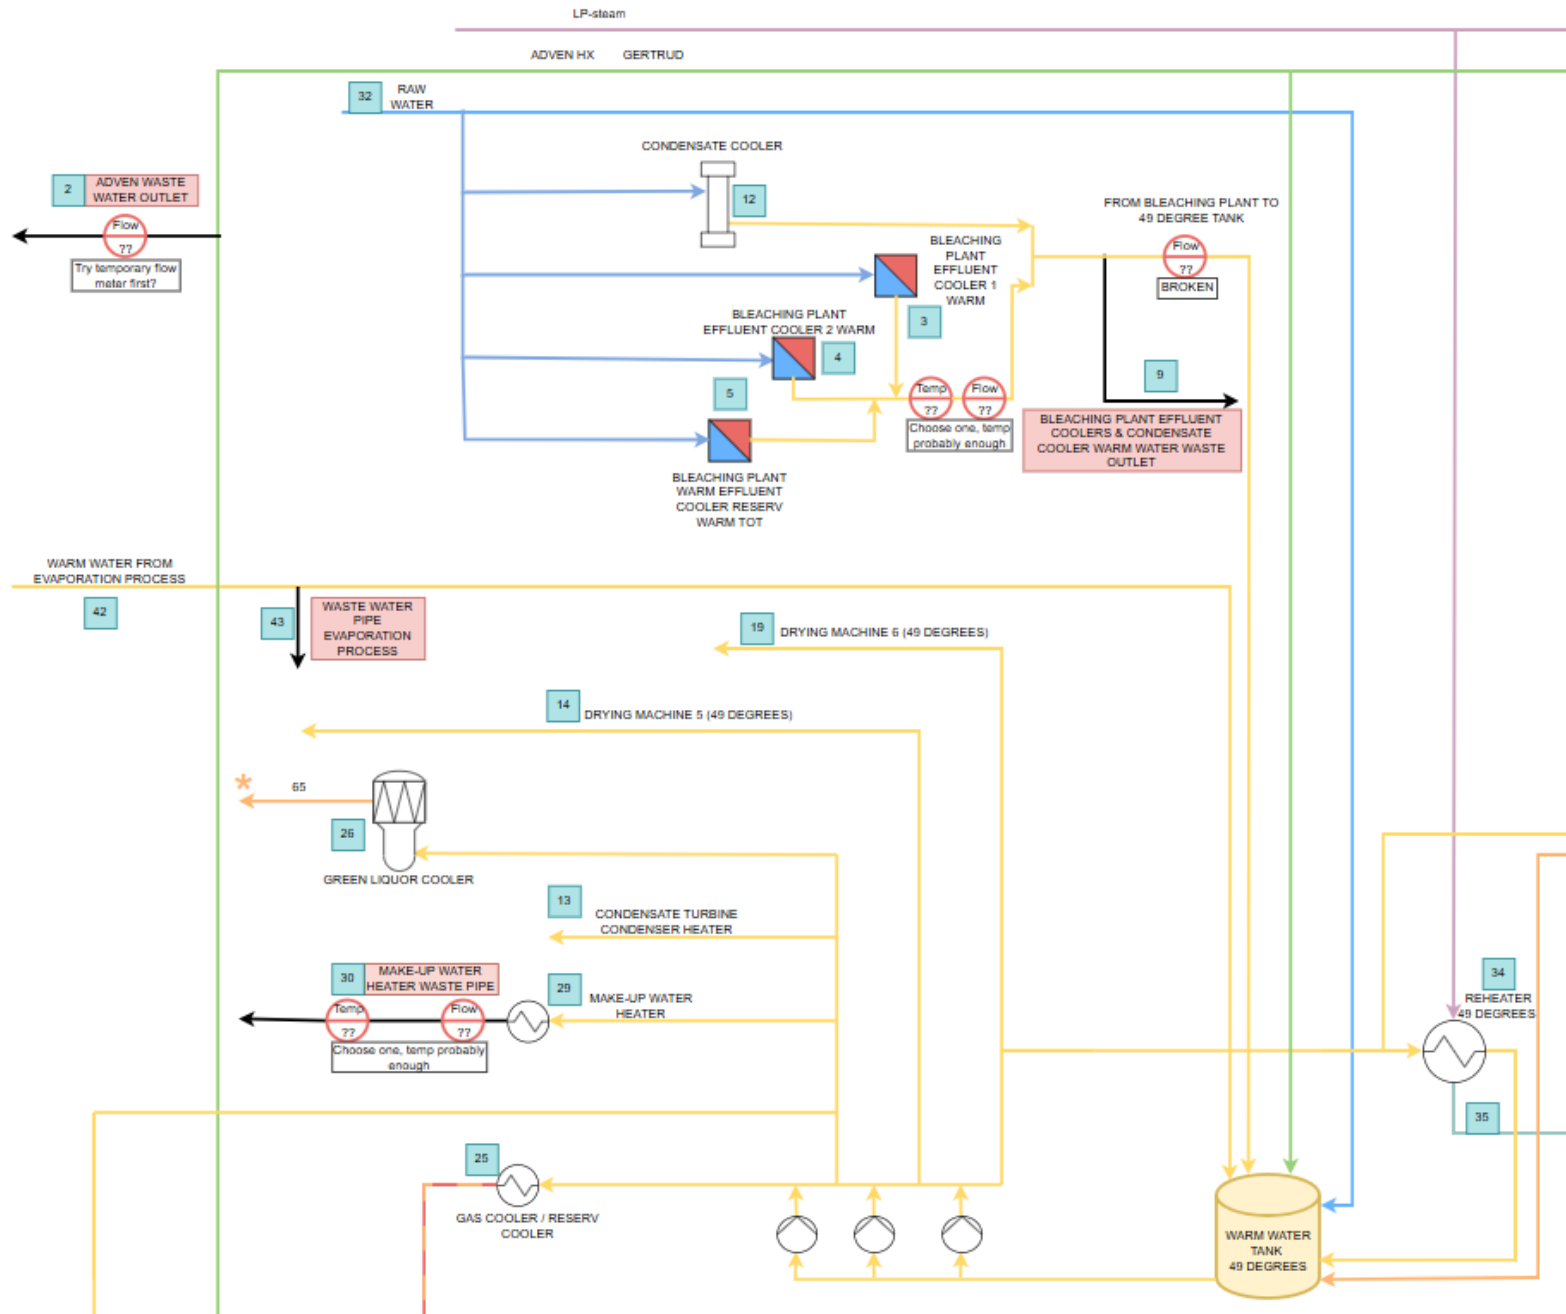 LP-steam
ADVEN HX
GERTRUD
32
RAW
WATER
CONDENSATE COOLER
12
2
ADVEN WASTE
WATER OUTLET
Flow
??
Try temporary flow
meter first?
FROM BLEACHING PLANT TO
49 DEGREE TANK
Flow
??
BROKEN
BLEACHING
PLANT
EFFLUENT
COOLER 1
WARM
3
BLEACHING PLANT
EFFLUENT COOLER 2 WARM
4
5
Temp
??
Flow
??
Choose one, temp
probably enough
9
BLEACHING PLANT EFFLUENT
COOLERS & CONDENSATE
COOLER WARM WATER WASTE
OUTLET
BLEACHING PLANT
WARM EFFLUENT
COOLER RESERV
WARM TOT
WARM WATER FROM
EVAPORATION PROCESS
42
43
WASTE WATER
PIPE
EVAPORATION
PROCESS
19
DRYING MACHINE 6 (49 DEGREES)
14
DRYING MACHINE 5 (49 DEGREES)
*
65
26
GREEN LIQUOR COOLER
13
CONDENSATE TURBINE
CONDENSER HEATER
30
MAKE-UP WATER
HEATER WASTE PIPE
Temp
??
Flow
??
Choose one, temp probably
enough
29
MAKE-UP WATER
HEATER
34
REHEATER
49 DEGREES
35
25
GAS COOLER / RESERV
COOLER
WARM WATER
TANK
49 DEGREES